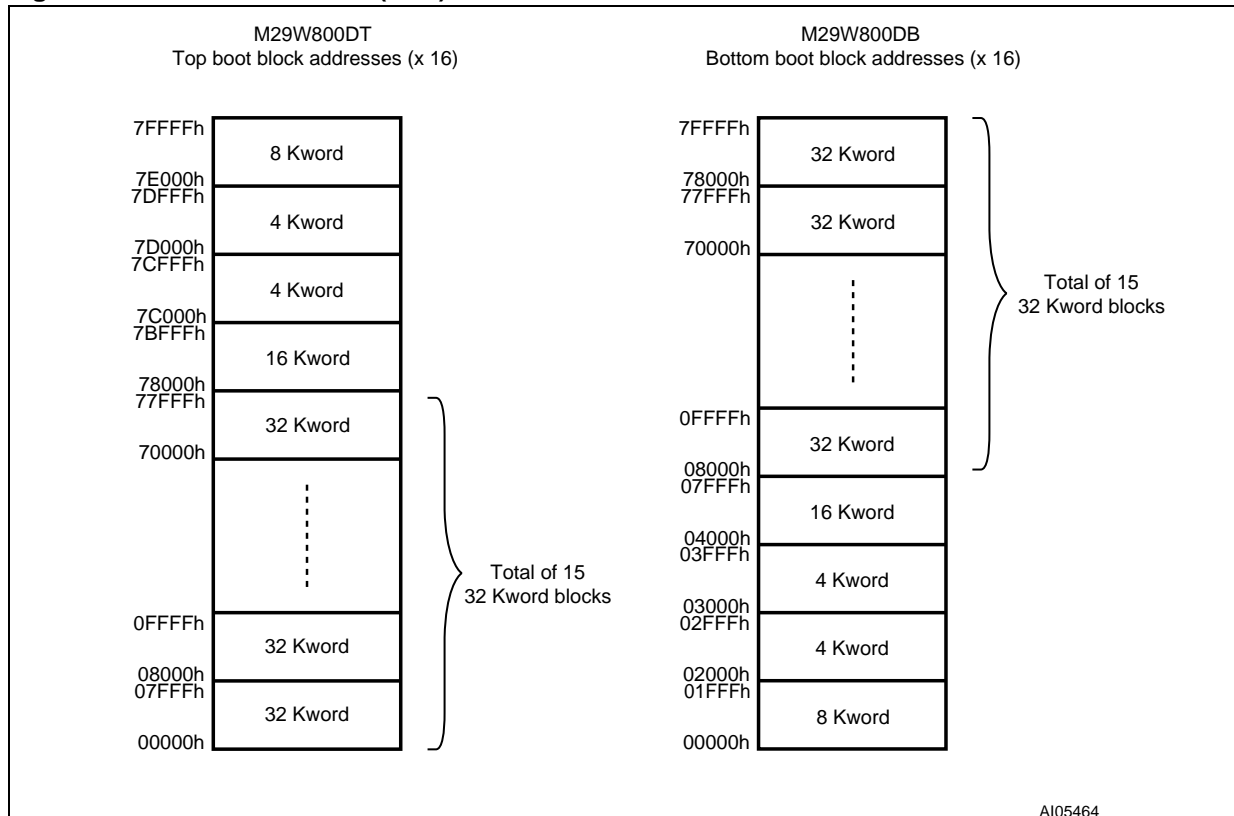 M29W800DT
Top boot block addresses (x 16)
7FFFFh
8 Kword
7E000h
7DFFFh
4 Kword
7D000h
7CFFFh
4 Kword
7C000h
7BFFFh
16 Kword
78000h
77FFFh
32 Kword
70000h
Total of 15
32 Kword blocks
0FFFFh
32 Kword
08000h
07FFFh
32 Kword
00000h
M29W800DB
Bottom boot block addresses (x 16)
7FFFFh
32 Kword
78000h
77FFFh
32 Kword
70000h
Total of 15
32 Kword blocks
0FFFFh
32 Kword
08000h
07FFFh
16 Kword
04000h
03FFFh
4 Kword
03000h
02FFFh
4 Kword
02000h
01FFFh
8 Kword
00000h
AI05464